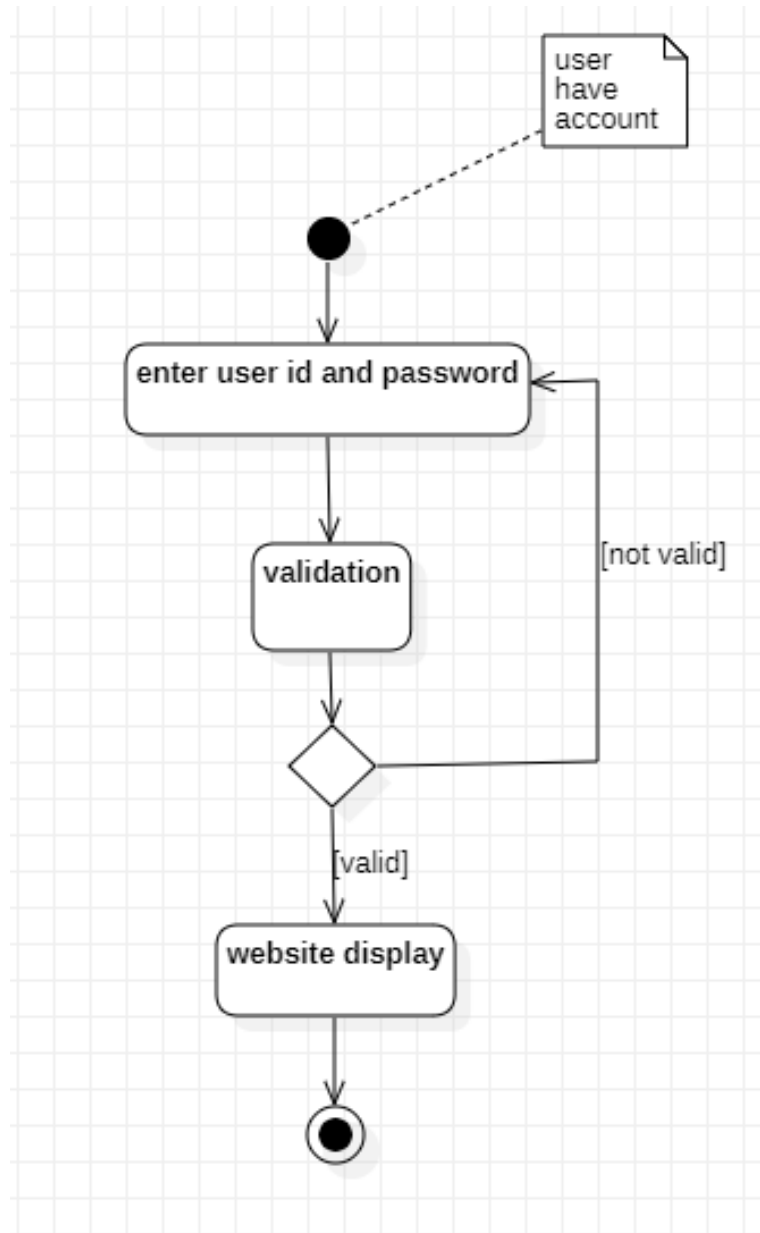 user
have
account
enter user id and password
validation
[not valid]
[valid]
website display